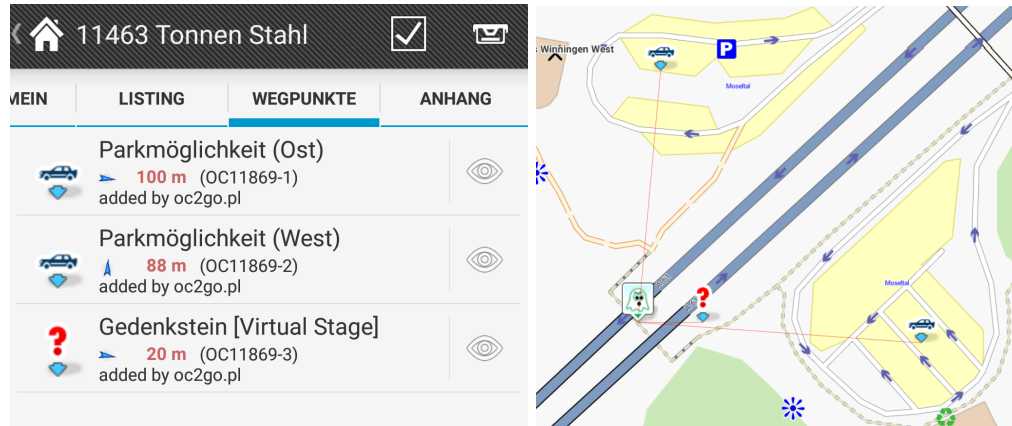 11463 Tonnen Stahl
MEIN LISTING WEGPUNKTE ANHANG
Parkmöglichkeit (Ost)
100 m (OC11869-1)
added by oc2go.pl
Parkmöglichkeit (West)
88 m (OC11869-2)
added by oc2go.pl
?
Gedenkstein [Virtual Stage]
20 m (OC11869-3)
added by oc2go.pl
s Winningen West
P
Moseltal
A 61
?
A 61
Moseltal